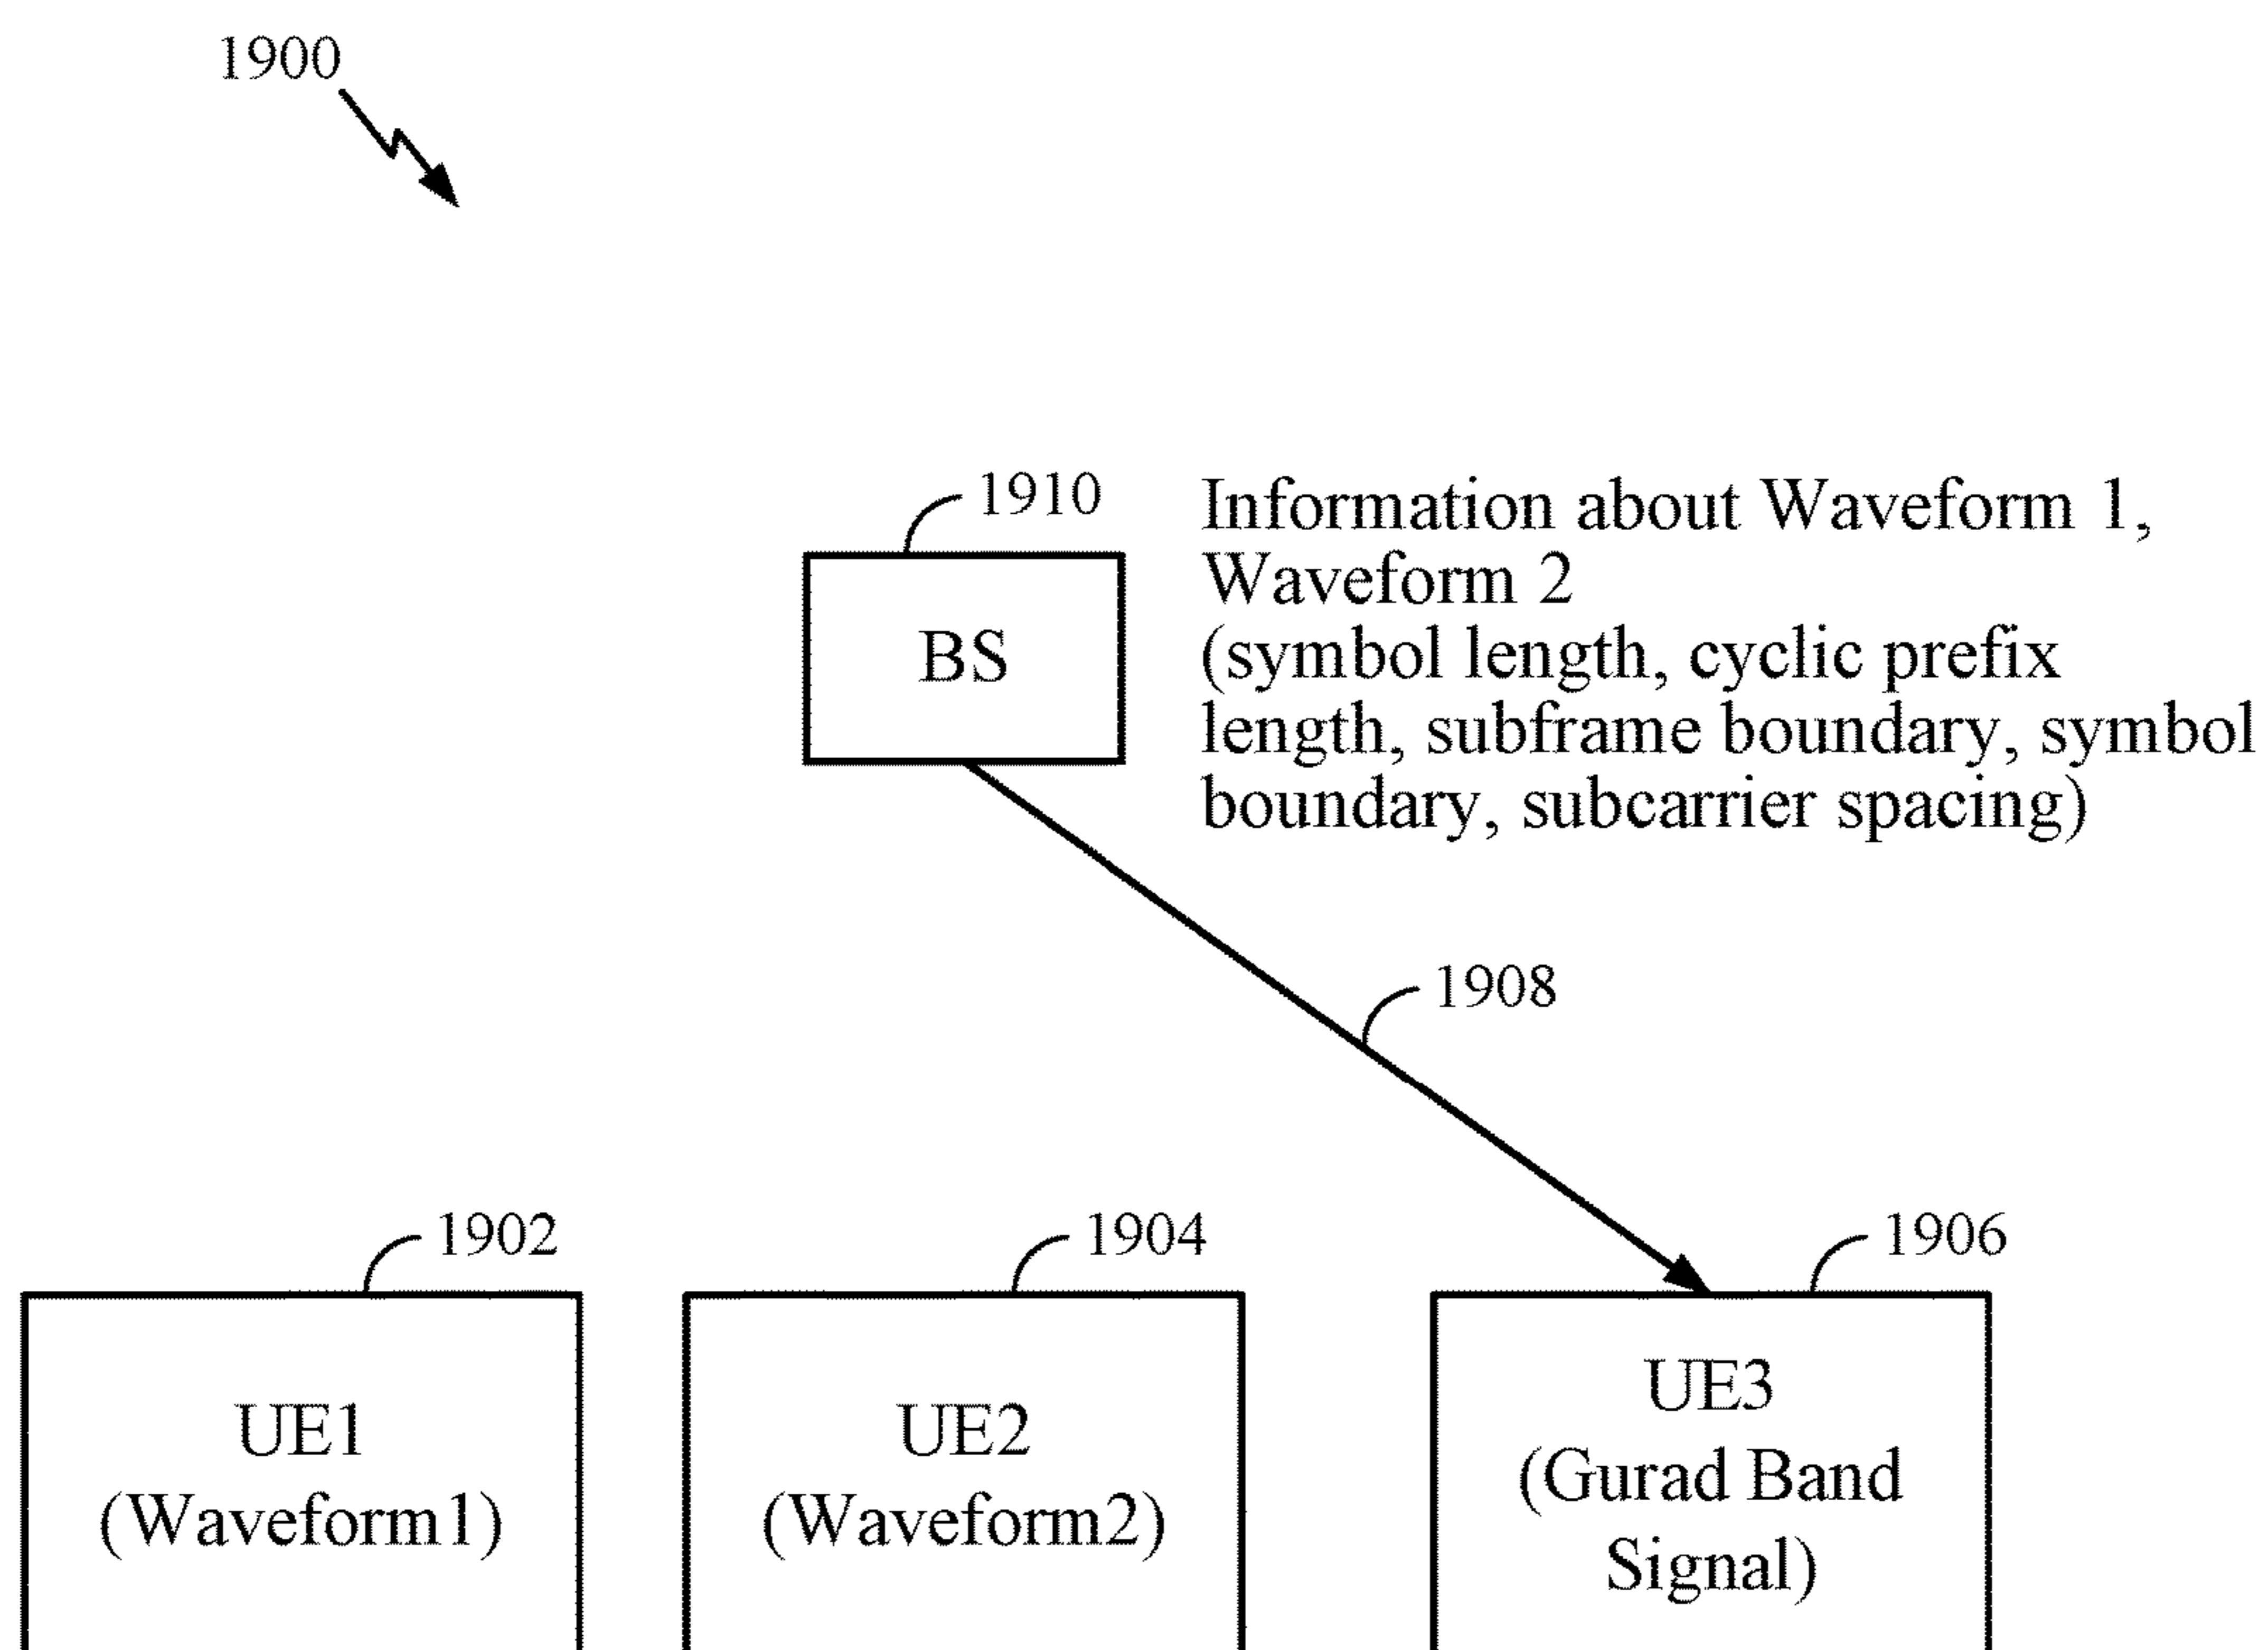 1900
1910
Information about Waveform 1,
Waveform 2
(symbol length, cyclic prefix
length, subframe boundary, symbol
boundary, subcarrier spacing)
BS
1908
1902
1904
1906
UE1
(Waveform1)
UE2
(Waveform2)
UE3
(Gurad Band
Signal)